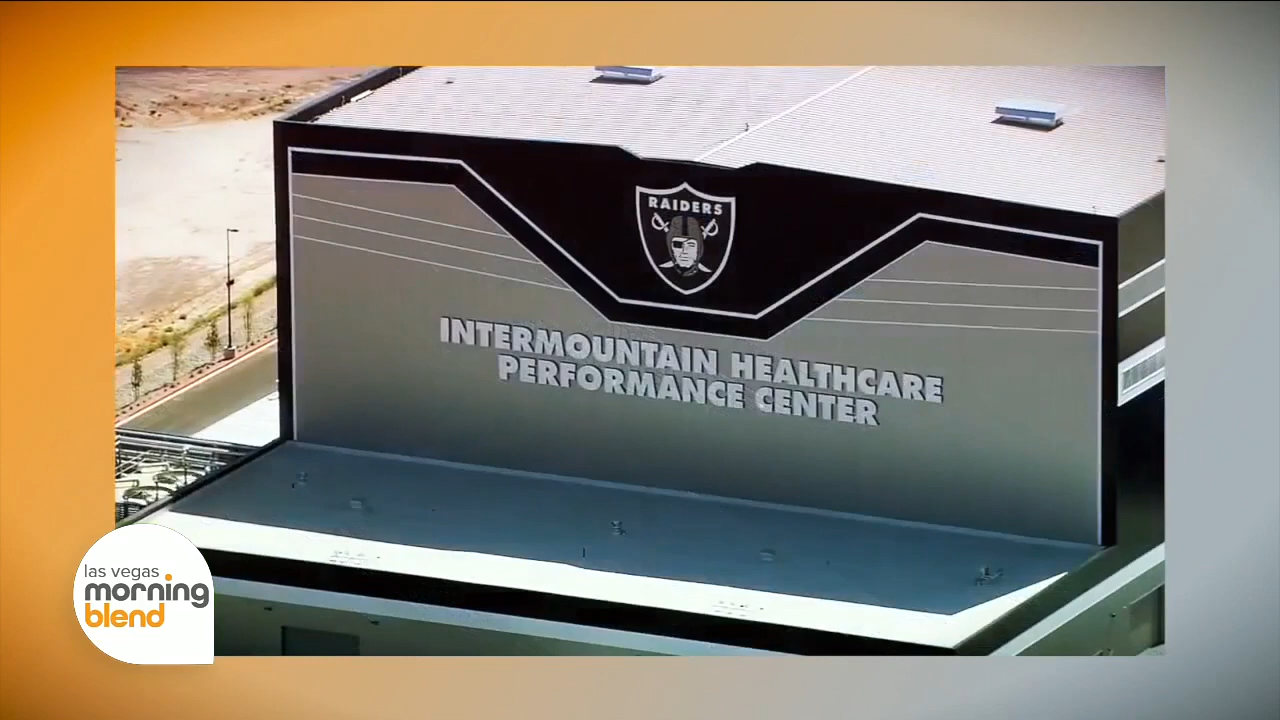 RAIDERS
INTERMOUNTAIN HEALTHCARE
PERFORMANCE CENTER
las vegas
morning
blend